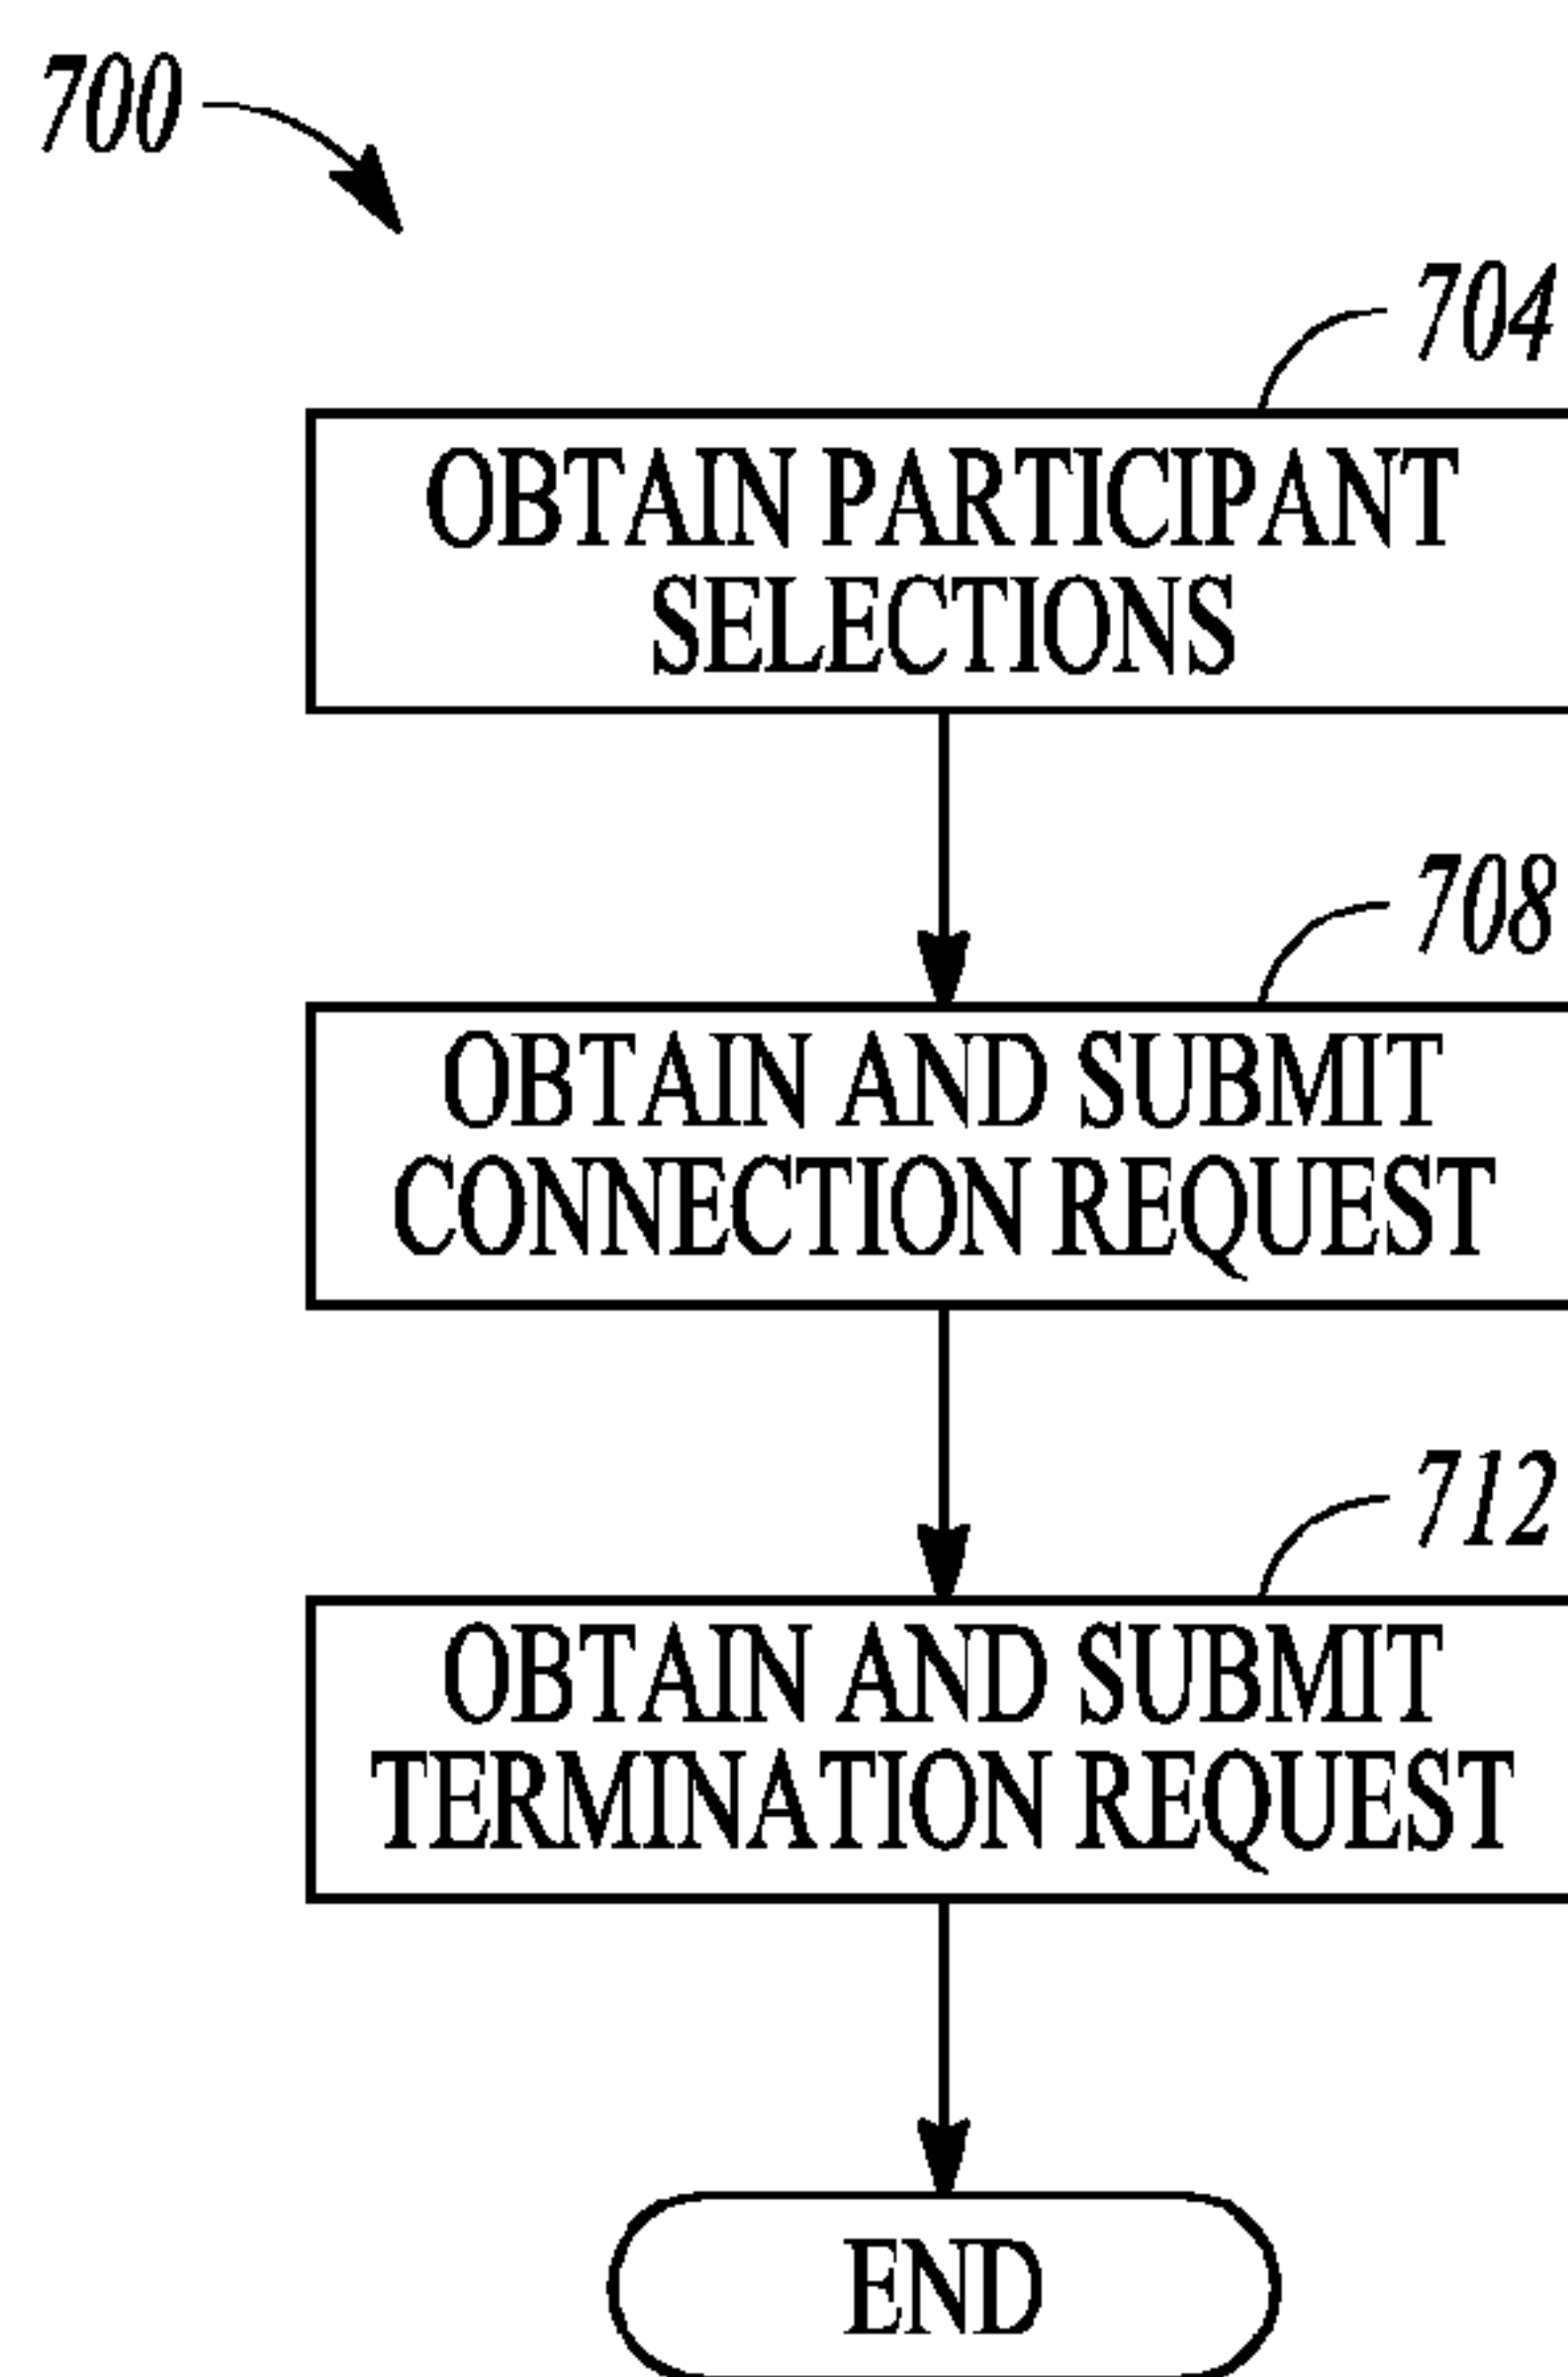 700
704
OBTAIN PARTICIPANT
SELECTIONS
708
OBTAIN AND SUBMIT
CONNECTION REQUEST
712
OBTAIN AND SUBMIT
TERMINATION REQUEST
END